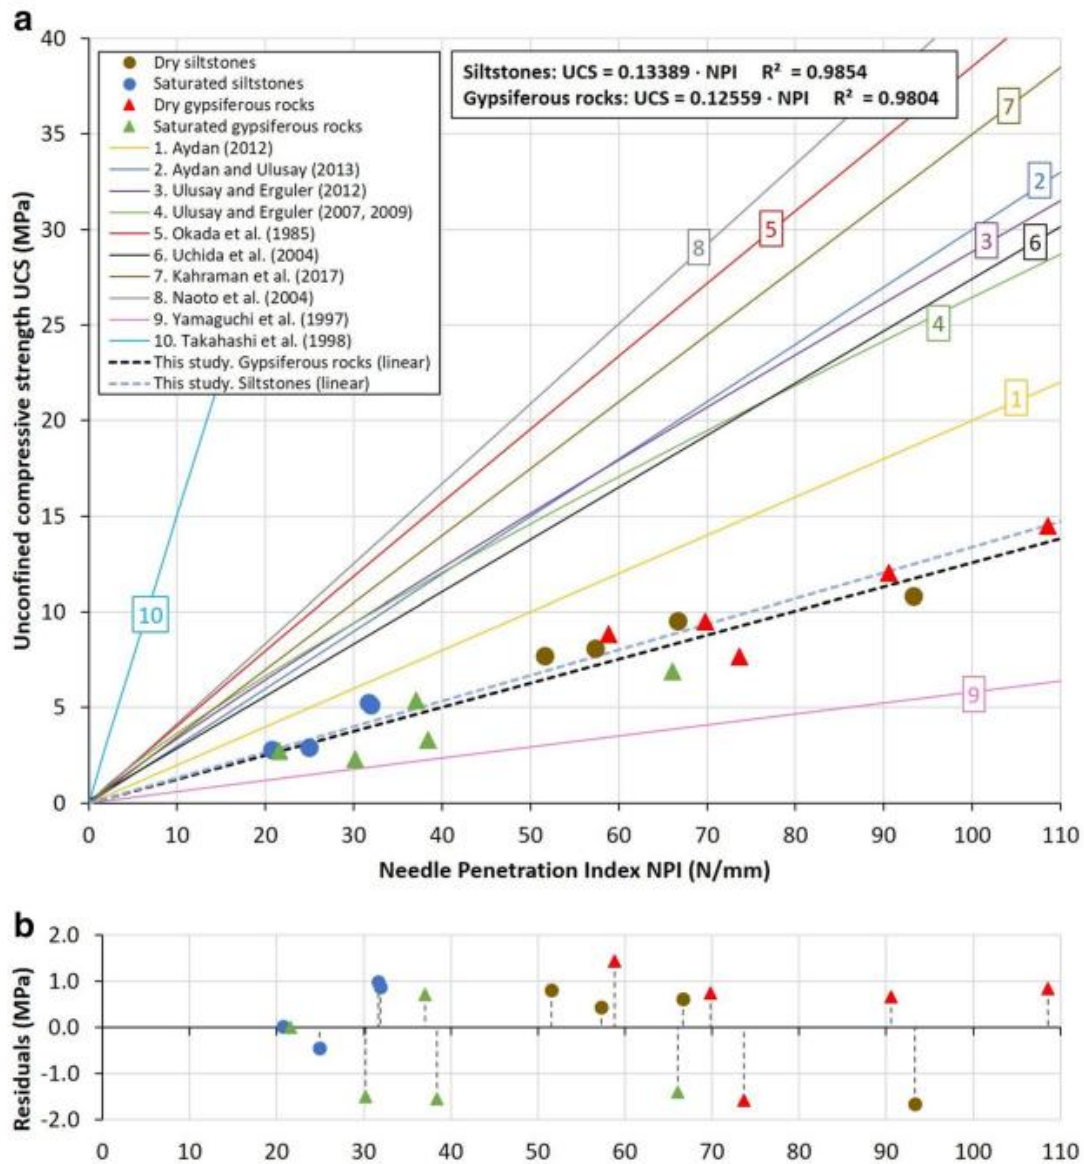 a
40
35
30
25
20
15
10
5
0
Unconfined compressive strength UCS (MPa)
Dry siltstones
Saturated siltstones
Dry gypsiferous rocks
Saturated gypsiferous rocks
1. Aydan (2012)
2. Aydan and Ulusay (2013)
3. Ulusay and Erguler (2012)
4. Ulusay and Erguler (2007, 2009)
5. Okada et al. (1985)
6. Uchida et al. (2004)
7. Kahraman et al. (2017)
8. Naoto et al. (2004)
9. Yamaguchi et al. (1997)
10. Takahashi et al. (1998)
This study. Gypsiferous rocks (linear)
This study. Siltstones (linear)
Siltstones: UCS = 0.13389 · NPI R² = 0.9854
Gypsiferous rocks: UCS = 0.12559 · NPI R² = 0.9804
7
2
8
5
3
6
4
1
10
9
0 10 20 30 40 50 60 70 80 90 100 110
Needle Penetration Index NPI (N/mm)
b
2.0
1.0
0.0
-1.0
-2.0
Residuals (MPa)
0 10 20 30 40 50 60 70 80 90 100 110